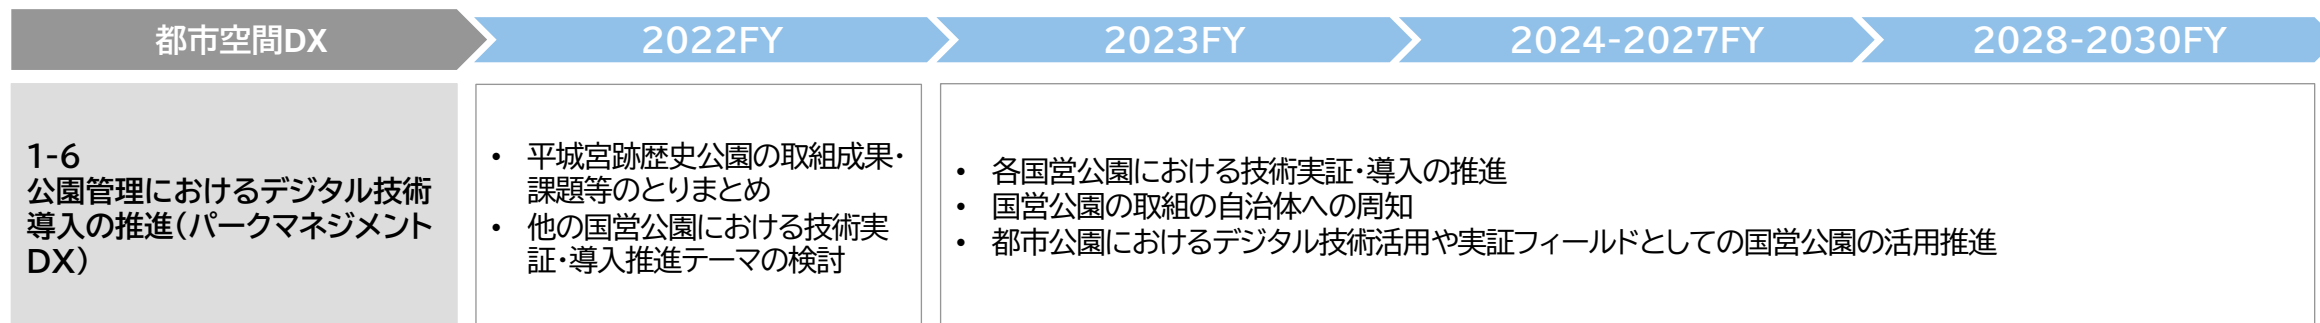 都市空間DX
2022FY
2023FY
2024-2027FY
2028-2030FY
1-6
公園管理におけるデジタル技術
導入の推進(パークマネジメント
DX)
• 平城宮跡歴史公園の取組成果・
課題等のとりまとめ
• 他の国営公園における技術実
証・導入推進テーマの検討
• 各国営公園における技術実証・導入の推進
• 国営公園の取組の自治体への周知
• 都市公園におけるデジタル技術活用や実証フィールドとしての国営公園の活用推進